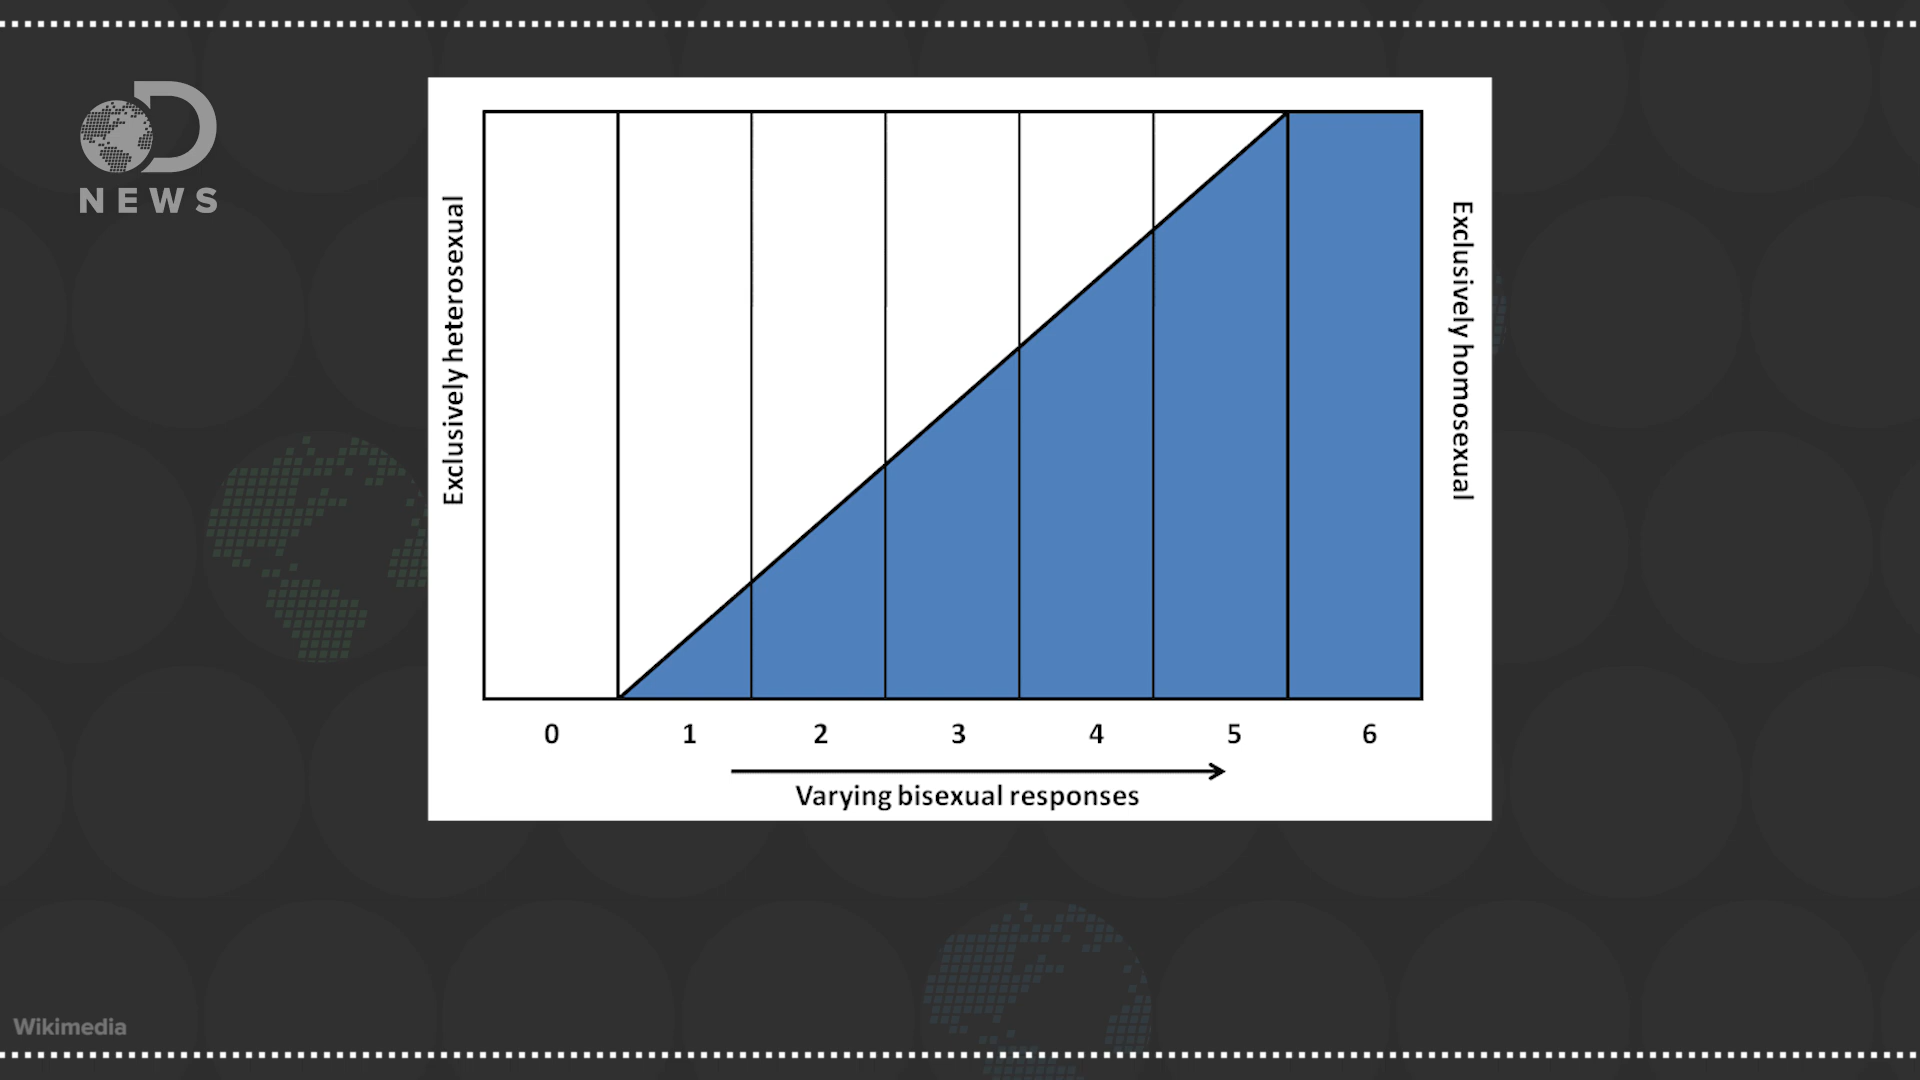 NEWS
Exclusively heterosexual
Exclusively homosexual
0 1 2 3 4 5 6
Varying bisexual responses
Wikimedia